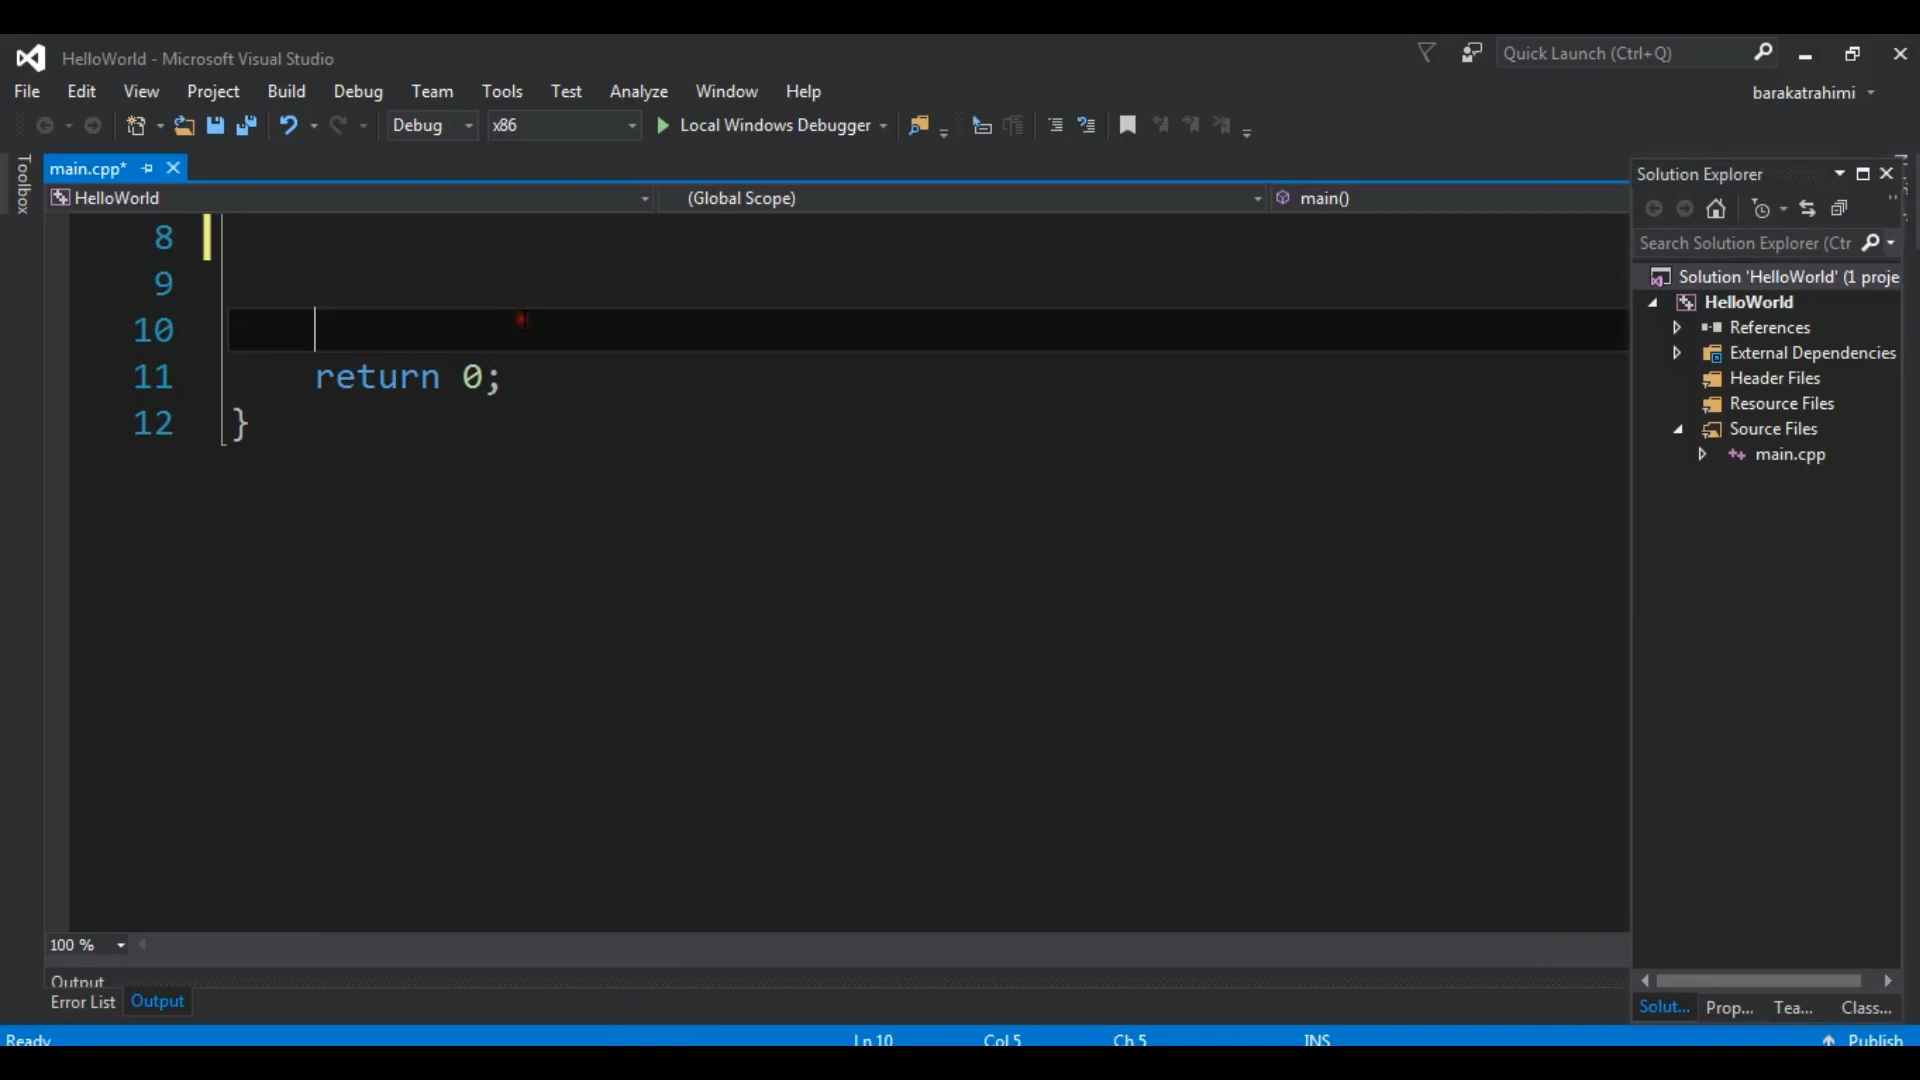 HelloWorld - Microsoft Visual Studio
Quick Launch (Ctrl+Q)
File Edit View Project Build Debug Team Tools Test Analyze Window Help
barakatrahimi
Debug x86 Local Windows Debugger
Toolbox
main.cpp*
HelloWorld (Global Scope) main()
8
9
10
11 return 0;
12 }
100 %
Output
Error List Output
Solution Explorer
Search Solution Explorer (Ctr
Solution 'HelloWorld' (1 proje
HelloWorld
References
External Dependencies
Header Files
Resource Files
Source Files
main.cpp
Solut... Prop... Tea... Class...
Ready Ln 10 Col 5 Ch 5 INS Publish